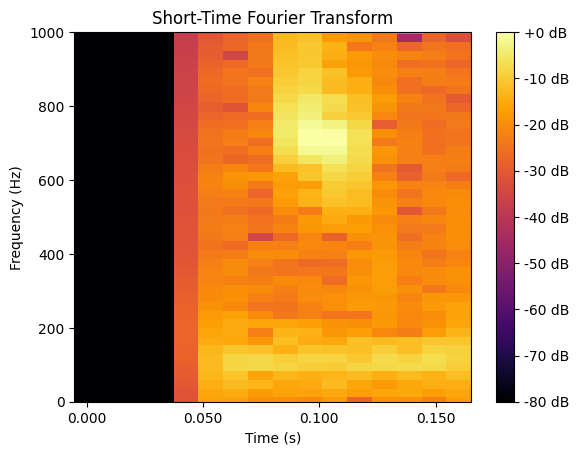 Short-Time Fourier Transform
Frequency (Hz)
1000
800
600
400
200
0
0.000
0.050
0.100
0.150
Time (s)
+0 dB
-10 dB
-20 dB
-30 dB
-40 dB
-50 dB
-60 dB
-70 dB
-80 dB